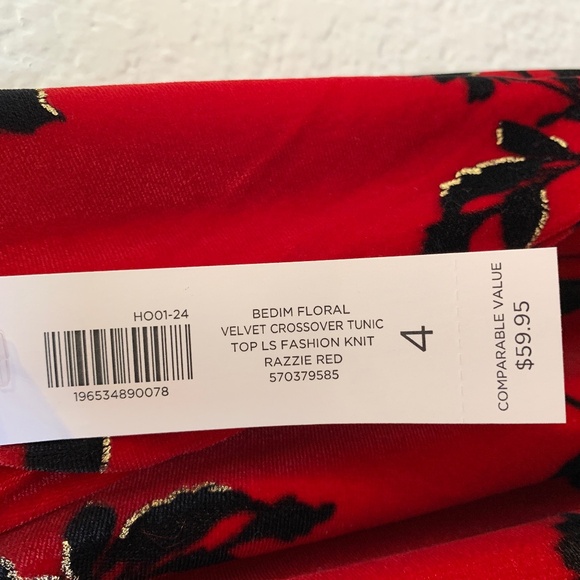 HO01-24
196534890078
BEDIM FLORAL
VELVET CROSSOVER TUNIC
TOP LS FASHION KNIT
RAZZIE RED
570379585
4
COMPARABLE VALUE
$59.95